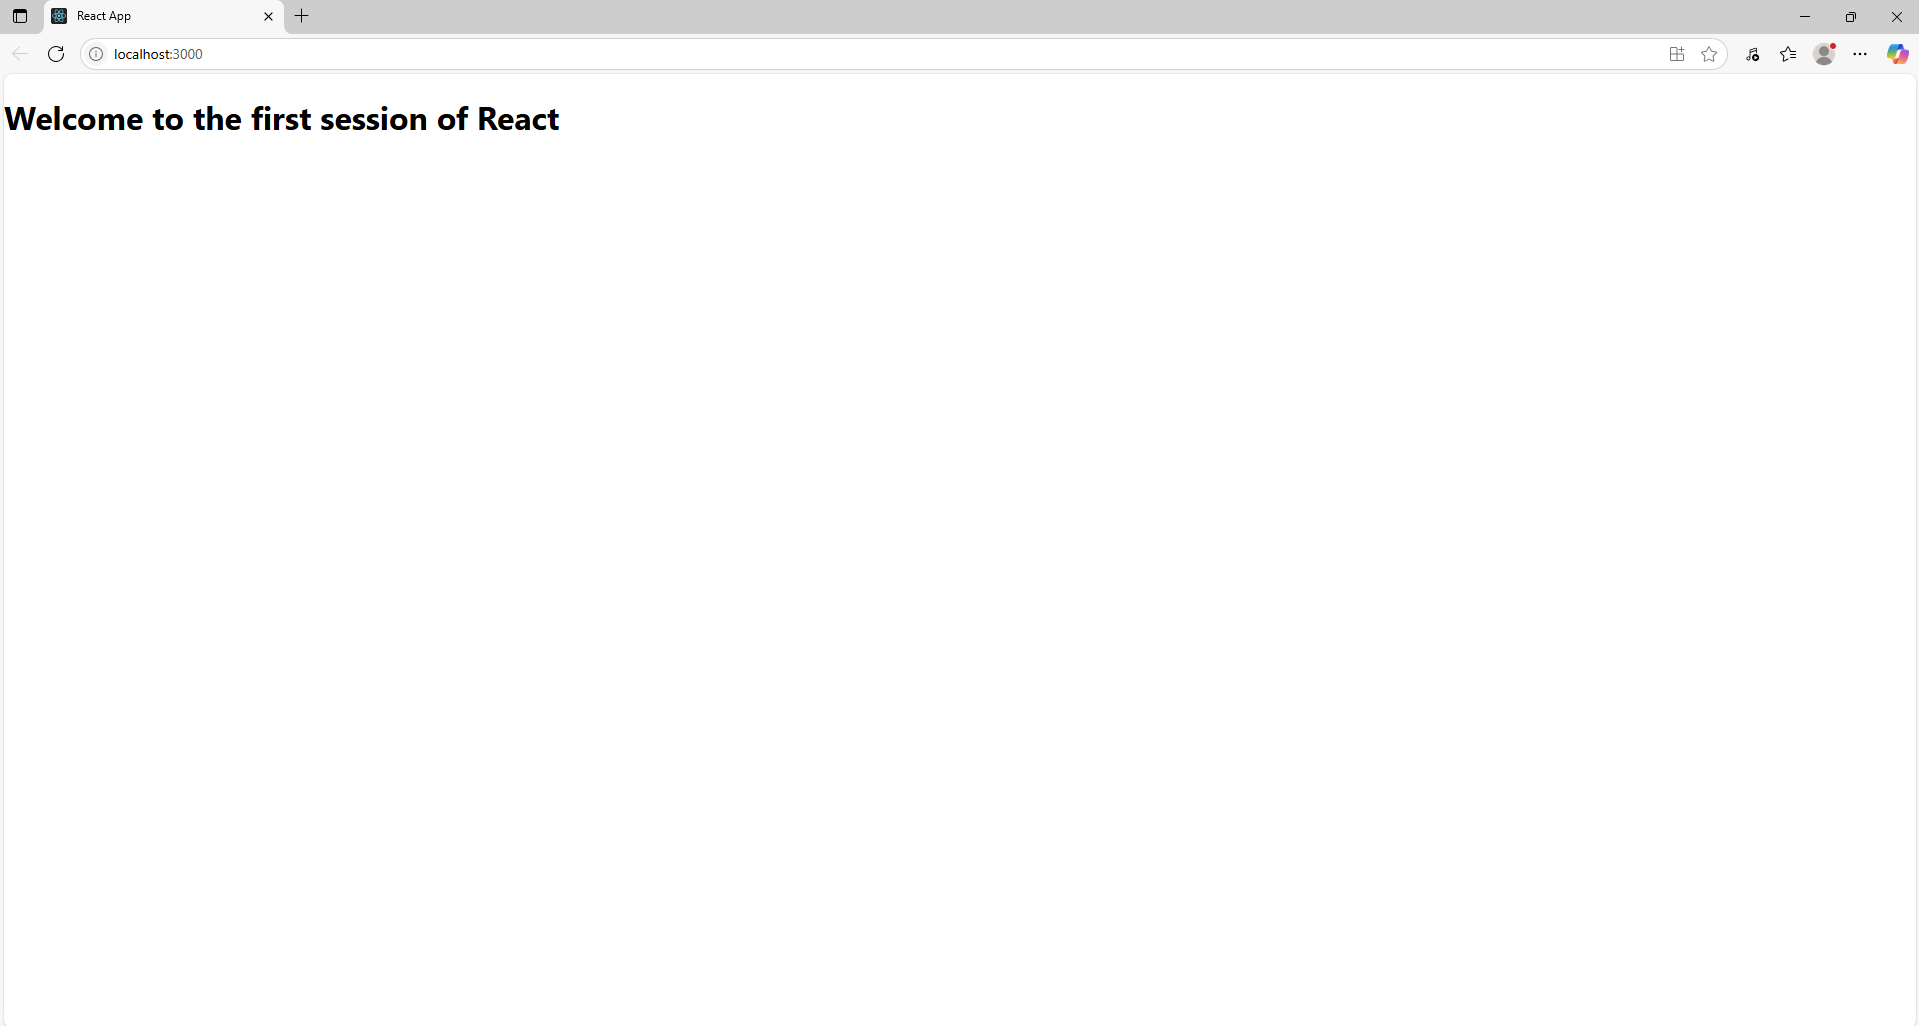 React App
localhost:3000
Welcome to the first session of React